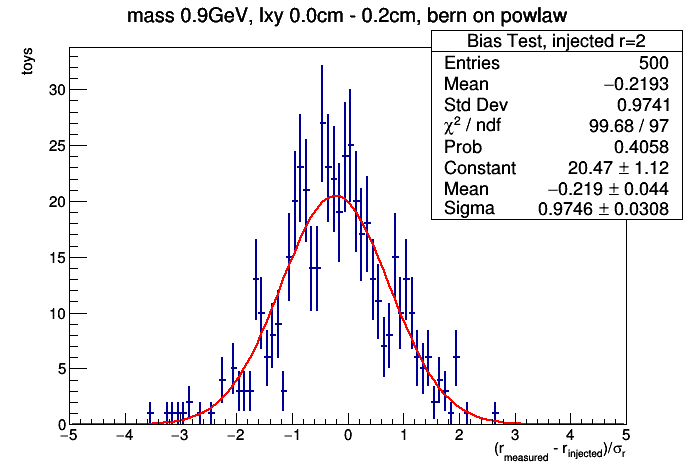 mass 0.9GeV, lxy 0.0cm - 0.2cm, bern on powlaw
Bias Test, injected r=2
Entries 500
Mean −0.2193
Std Dev 0.9741
χ² / ndf 99.68 / 97
Prob 0.4058
Constant 20.47 ± 1.12
Mean −0.219 ± 0.044
Sigma 0.9746 ± 0.0308
toys
30
25
20
15
10
5
0
−5 −4 −3 −2 −1 0 1 2 3 4 5
(r_measured - r_injected)/σ_r